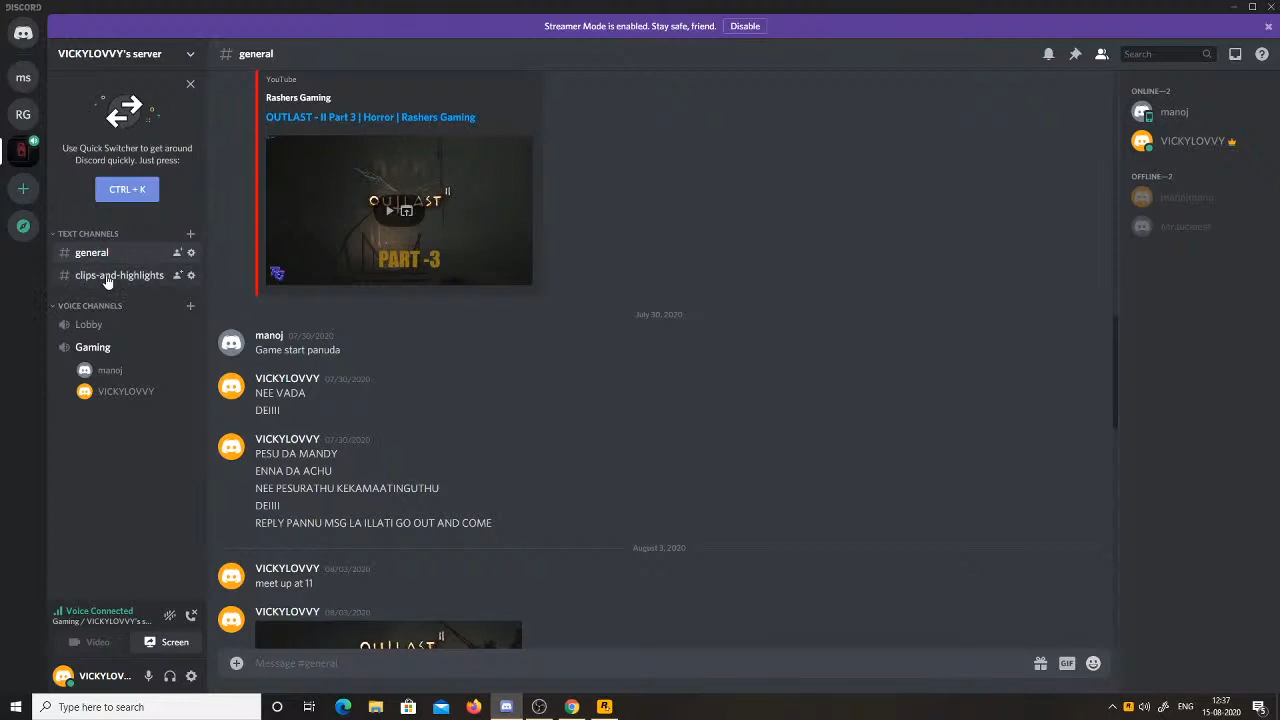 DISCORD
Streamer Mode is enabled. Stay safe, friend.
Disable
VICKYLOVVY's server
general
Search
ms
RG
Use Quick Switcher to get around
Discord quickly. Just press:
CTRL + K
TEXT CHANNELS
general
clips-and-highlights
VOICE CHANNELS
Lobby
Gaming
manoj
VICKYLOVVY
Voice Connected
Gaming / VICKYLOVVY's s...
Video
Screen
VICKYLOV...
YouTube
Rashers Gaming
OUTLAST - II Part 3 | Horror | Rashers Gaming
OUTLAST II
PART -3
July 30, 2020
manoj 07/30/2020
Game start panuda
VICKYLOVVY 07/30/2020
NEE VADA
DEIIII
VICKYLOVVY 07/30/2020
PESU DA MANDY
ENNA DA ACHU
NEE PESURATHU KEKAMAATINGUTHU
DEIIII
REPLY PANNU MSG LA ILLATI GO OUT AND COME
August 3, 2020
VICKYLOVVY 08/03/2020
meet up at 11
VICKYLOVVY 08/03/2020
OUTLAST II
Message #general
GIF
ONLINE—2
manoj
VICKYLOVVY
OFFLINE—2
Type here to search
12:37
15-08-2020